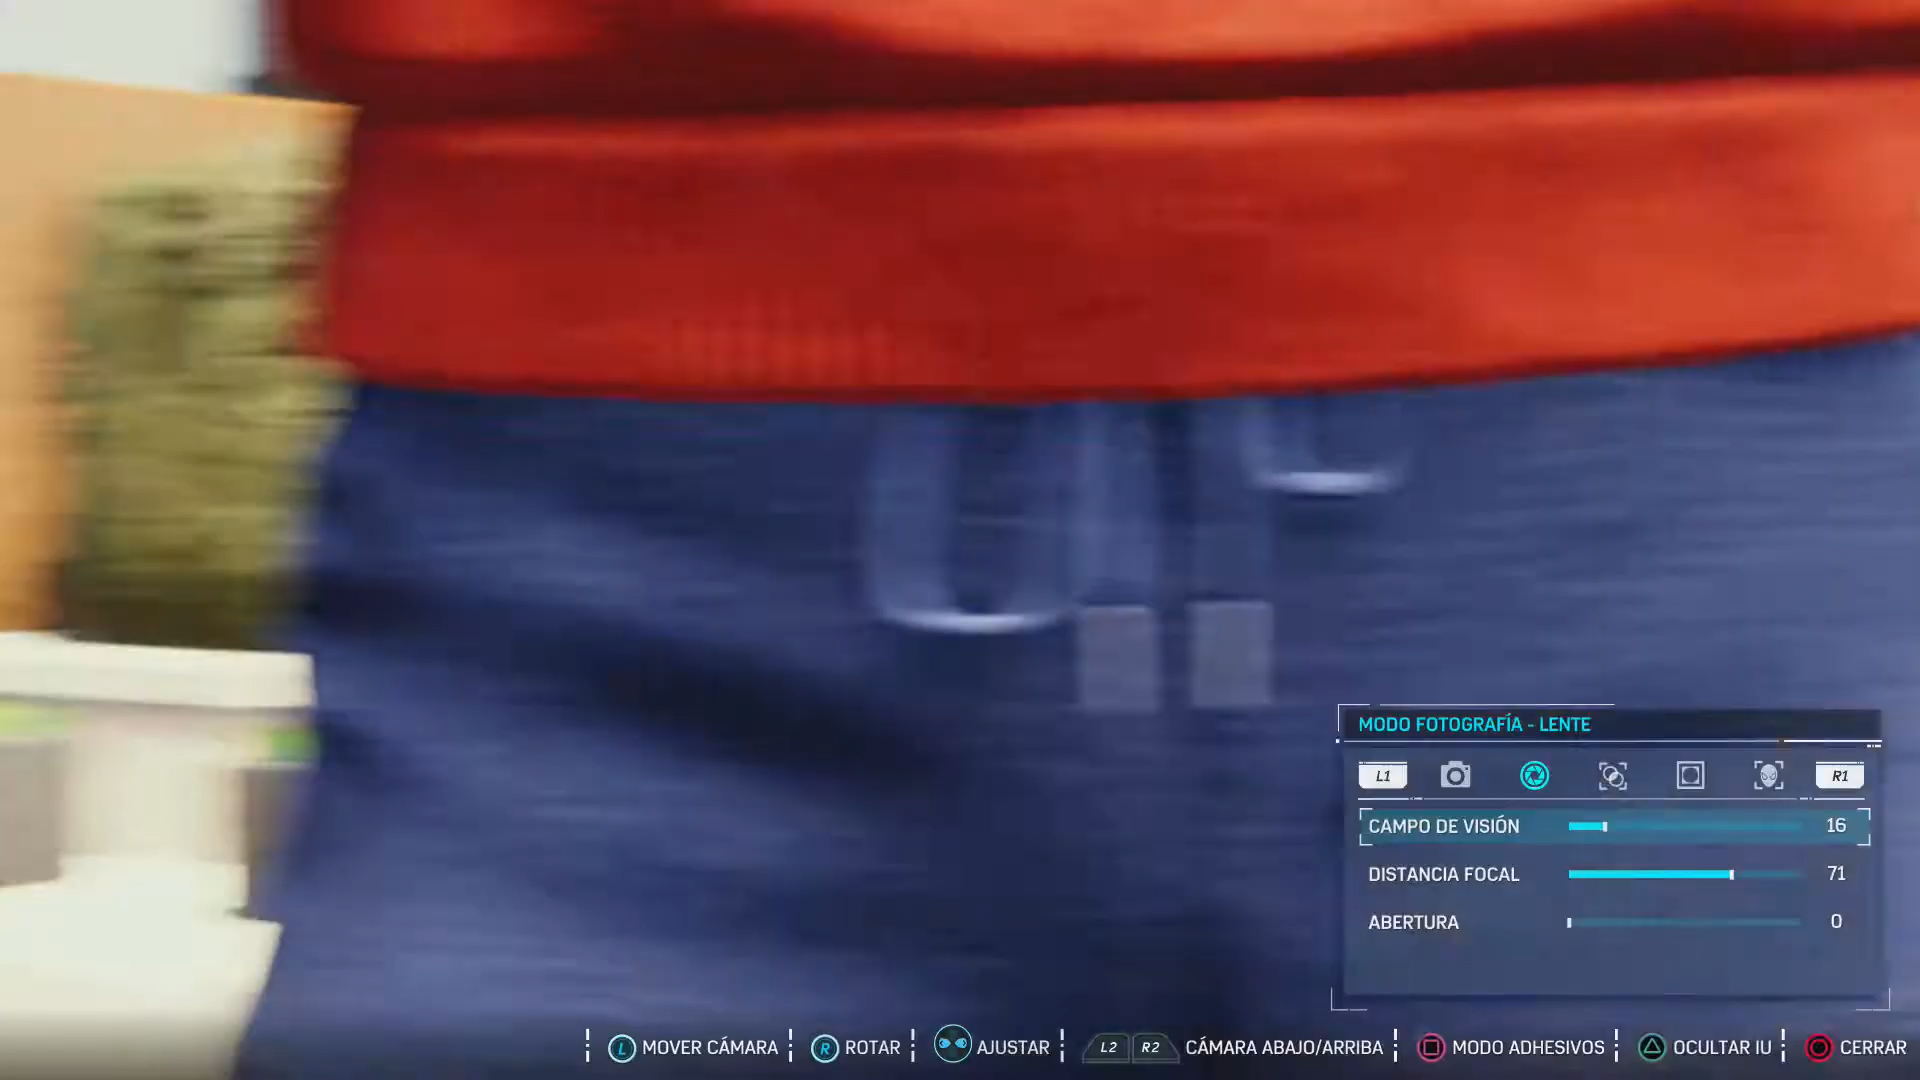 MODO FOTOGRAFÍA - LENTE
L1
R1
CAMPO DE VISIÓN 16
DISTANCIA FOCAL 71
ABERTURA 0
L MOVER CÁMARA R ROTAR AJUSTAR L2 R2 CÁMARA ABAJO/ARRIBA MODO ADHESIVOS OCULTAR IU CERRAR